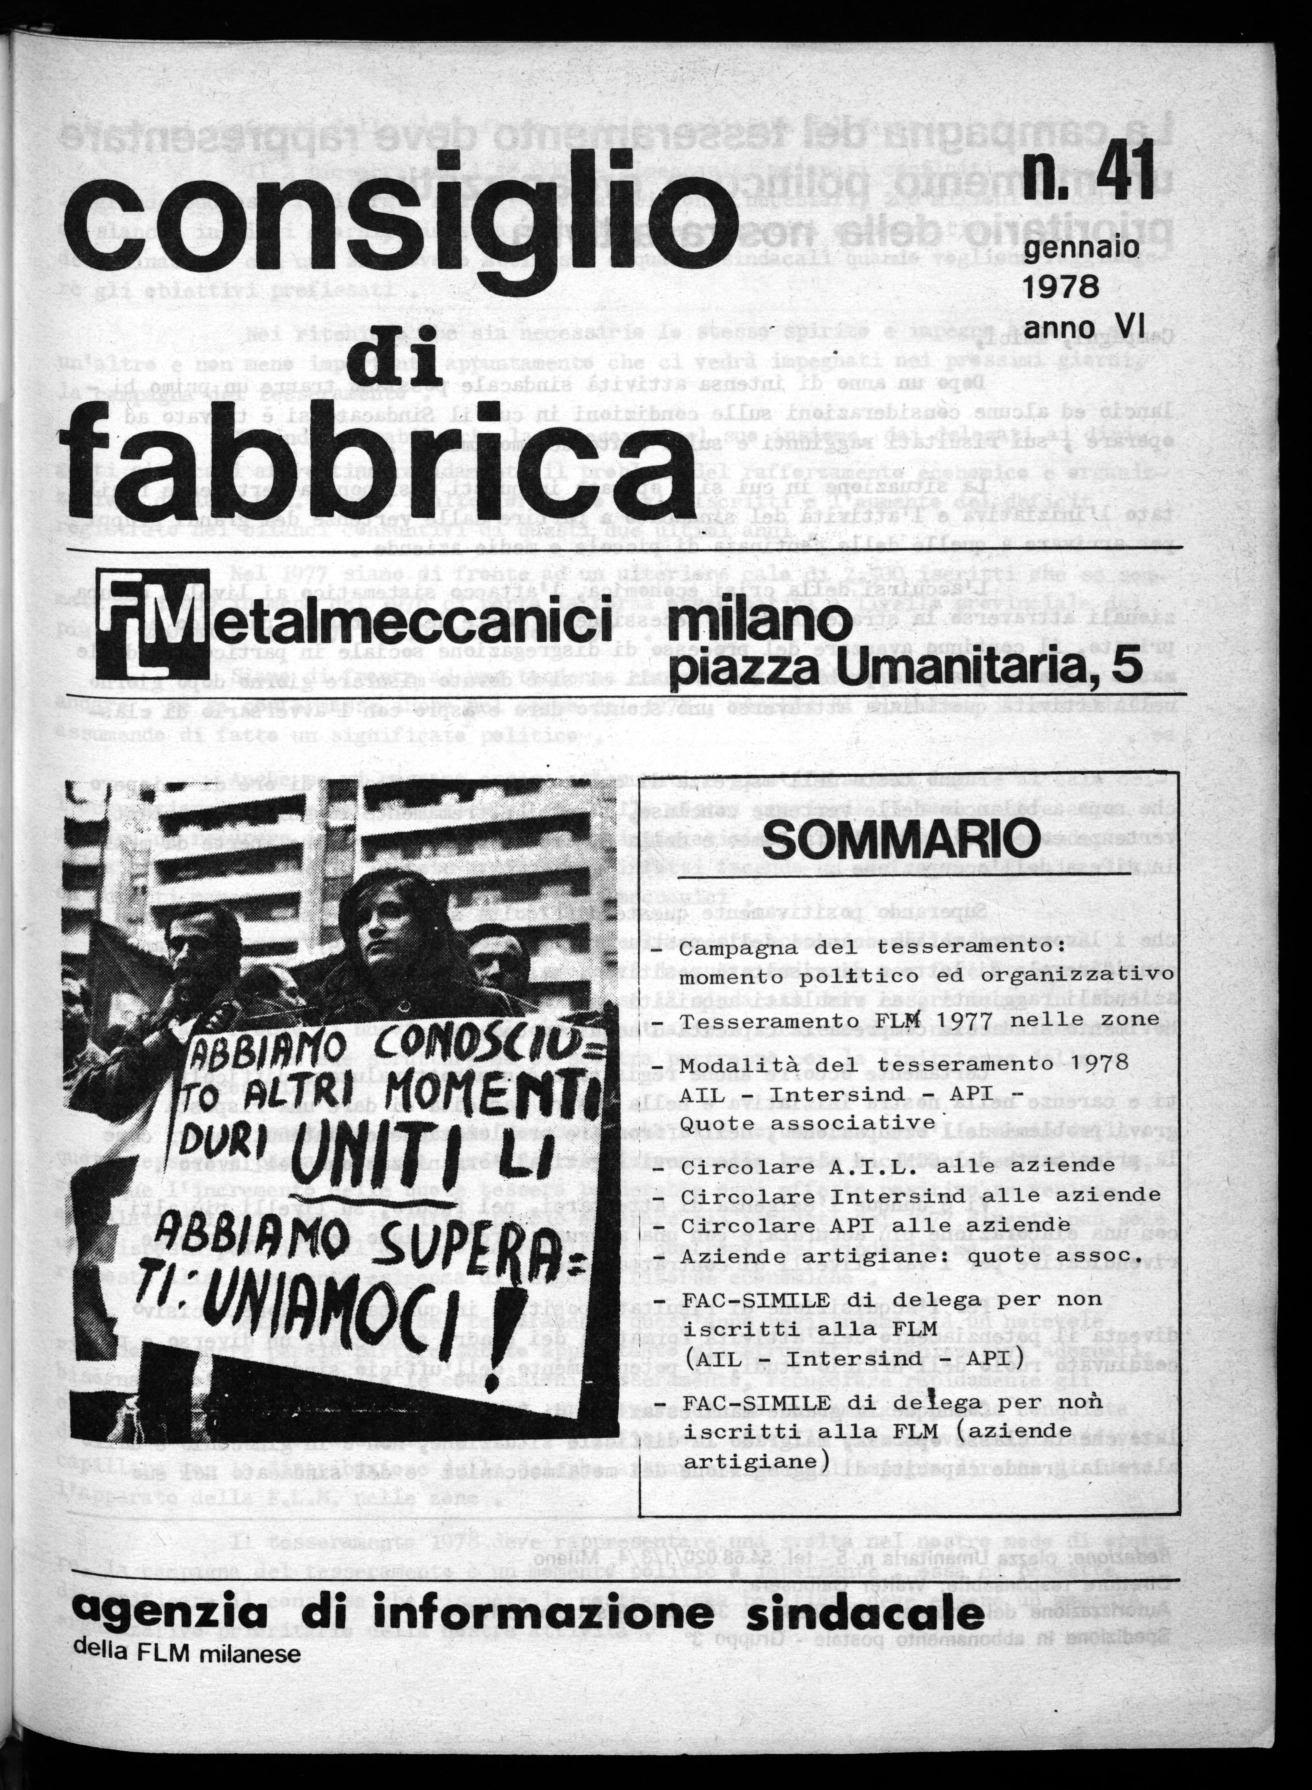 consiglio
di
fabbrica
n. 41
gennaio
1978
anno VI
FLMetalmeccanici
milano
piazza Umanitaria, 5
ABBIAMO CONOSCIU=
TO ALTRI MOMENTI
DURI UNITI LI
ABBIAMO SUPERA=
TI: UNIAMOCI!
SOMMARIO
- Campagna del tesseramento:
momento politico ed organizzativo
- Tesseramento FLM 1977 nelle zone
- Modalità del tesseramento 1978
AIL - Intersind - API -
Quote associative
- Circolare A.I.L. alle aziende
- Circolare Intersind alle aziende
- Circolare API alle aziende
- Aziende artigiane: quote assoc.
- FAC-SIMILE di delega per non
iscritti alla FLM
(AIL - Intersind - API)
- FAC-SIMILE di delega per non
iscritti alla FLM (aziende
artigiane)
agenzia di informazione sindacale
della FLM milanese